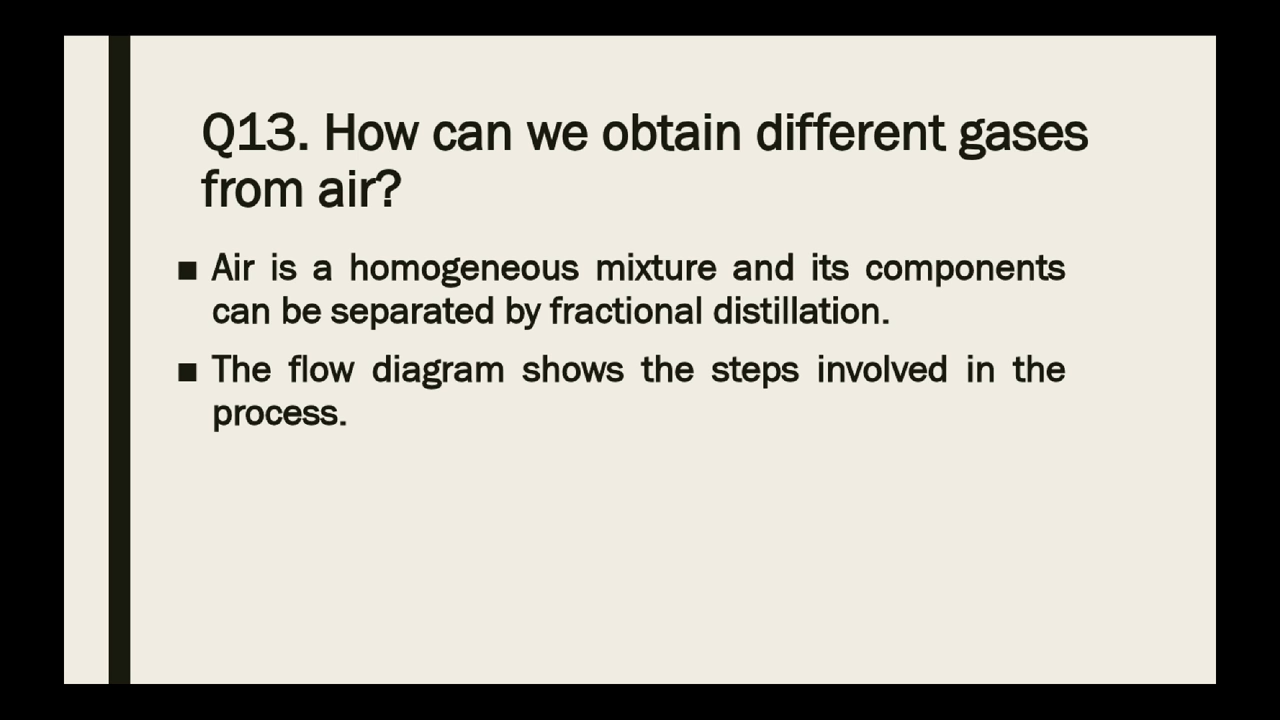 Q13. How can we obtain different gases
from air?
■ Air is a homogeneous mixture and its components
can be separated by fractional distillation.
■ The flow diagram shows the steps involved in the
process.